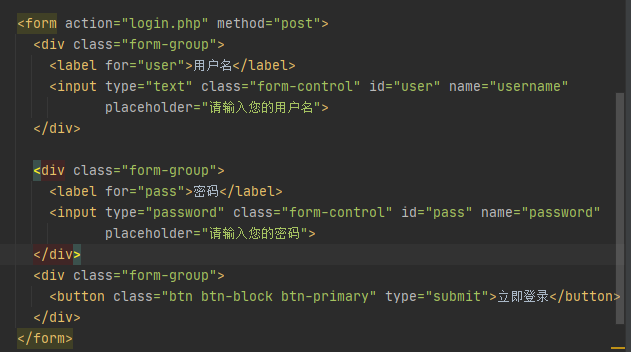 <form action="login.php" method="post">
<div class="form-group">
<label for="user">用户名</label>
<input type="text" class="form-control" id="user" name="username"
placeholder="请输入您的用户名">
</div>
<div class="form-group">
<label for="pass">密码</label>
<input type="password" class="form-control" id="pass" name="password"
placeholder="请输入您的密码">
</div>
<div class="form-group">
<button class="btn btn-block btn-primary" type="submit">立即登录</button>
</div>
</form>